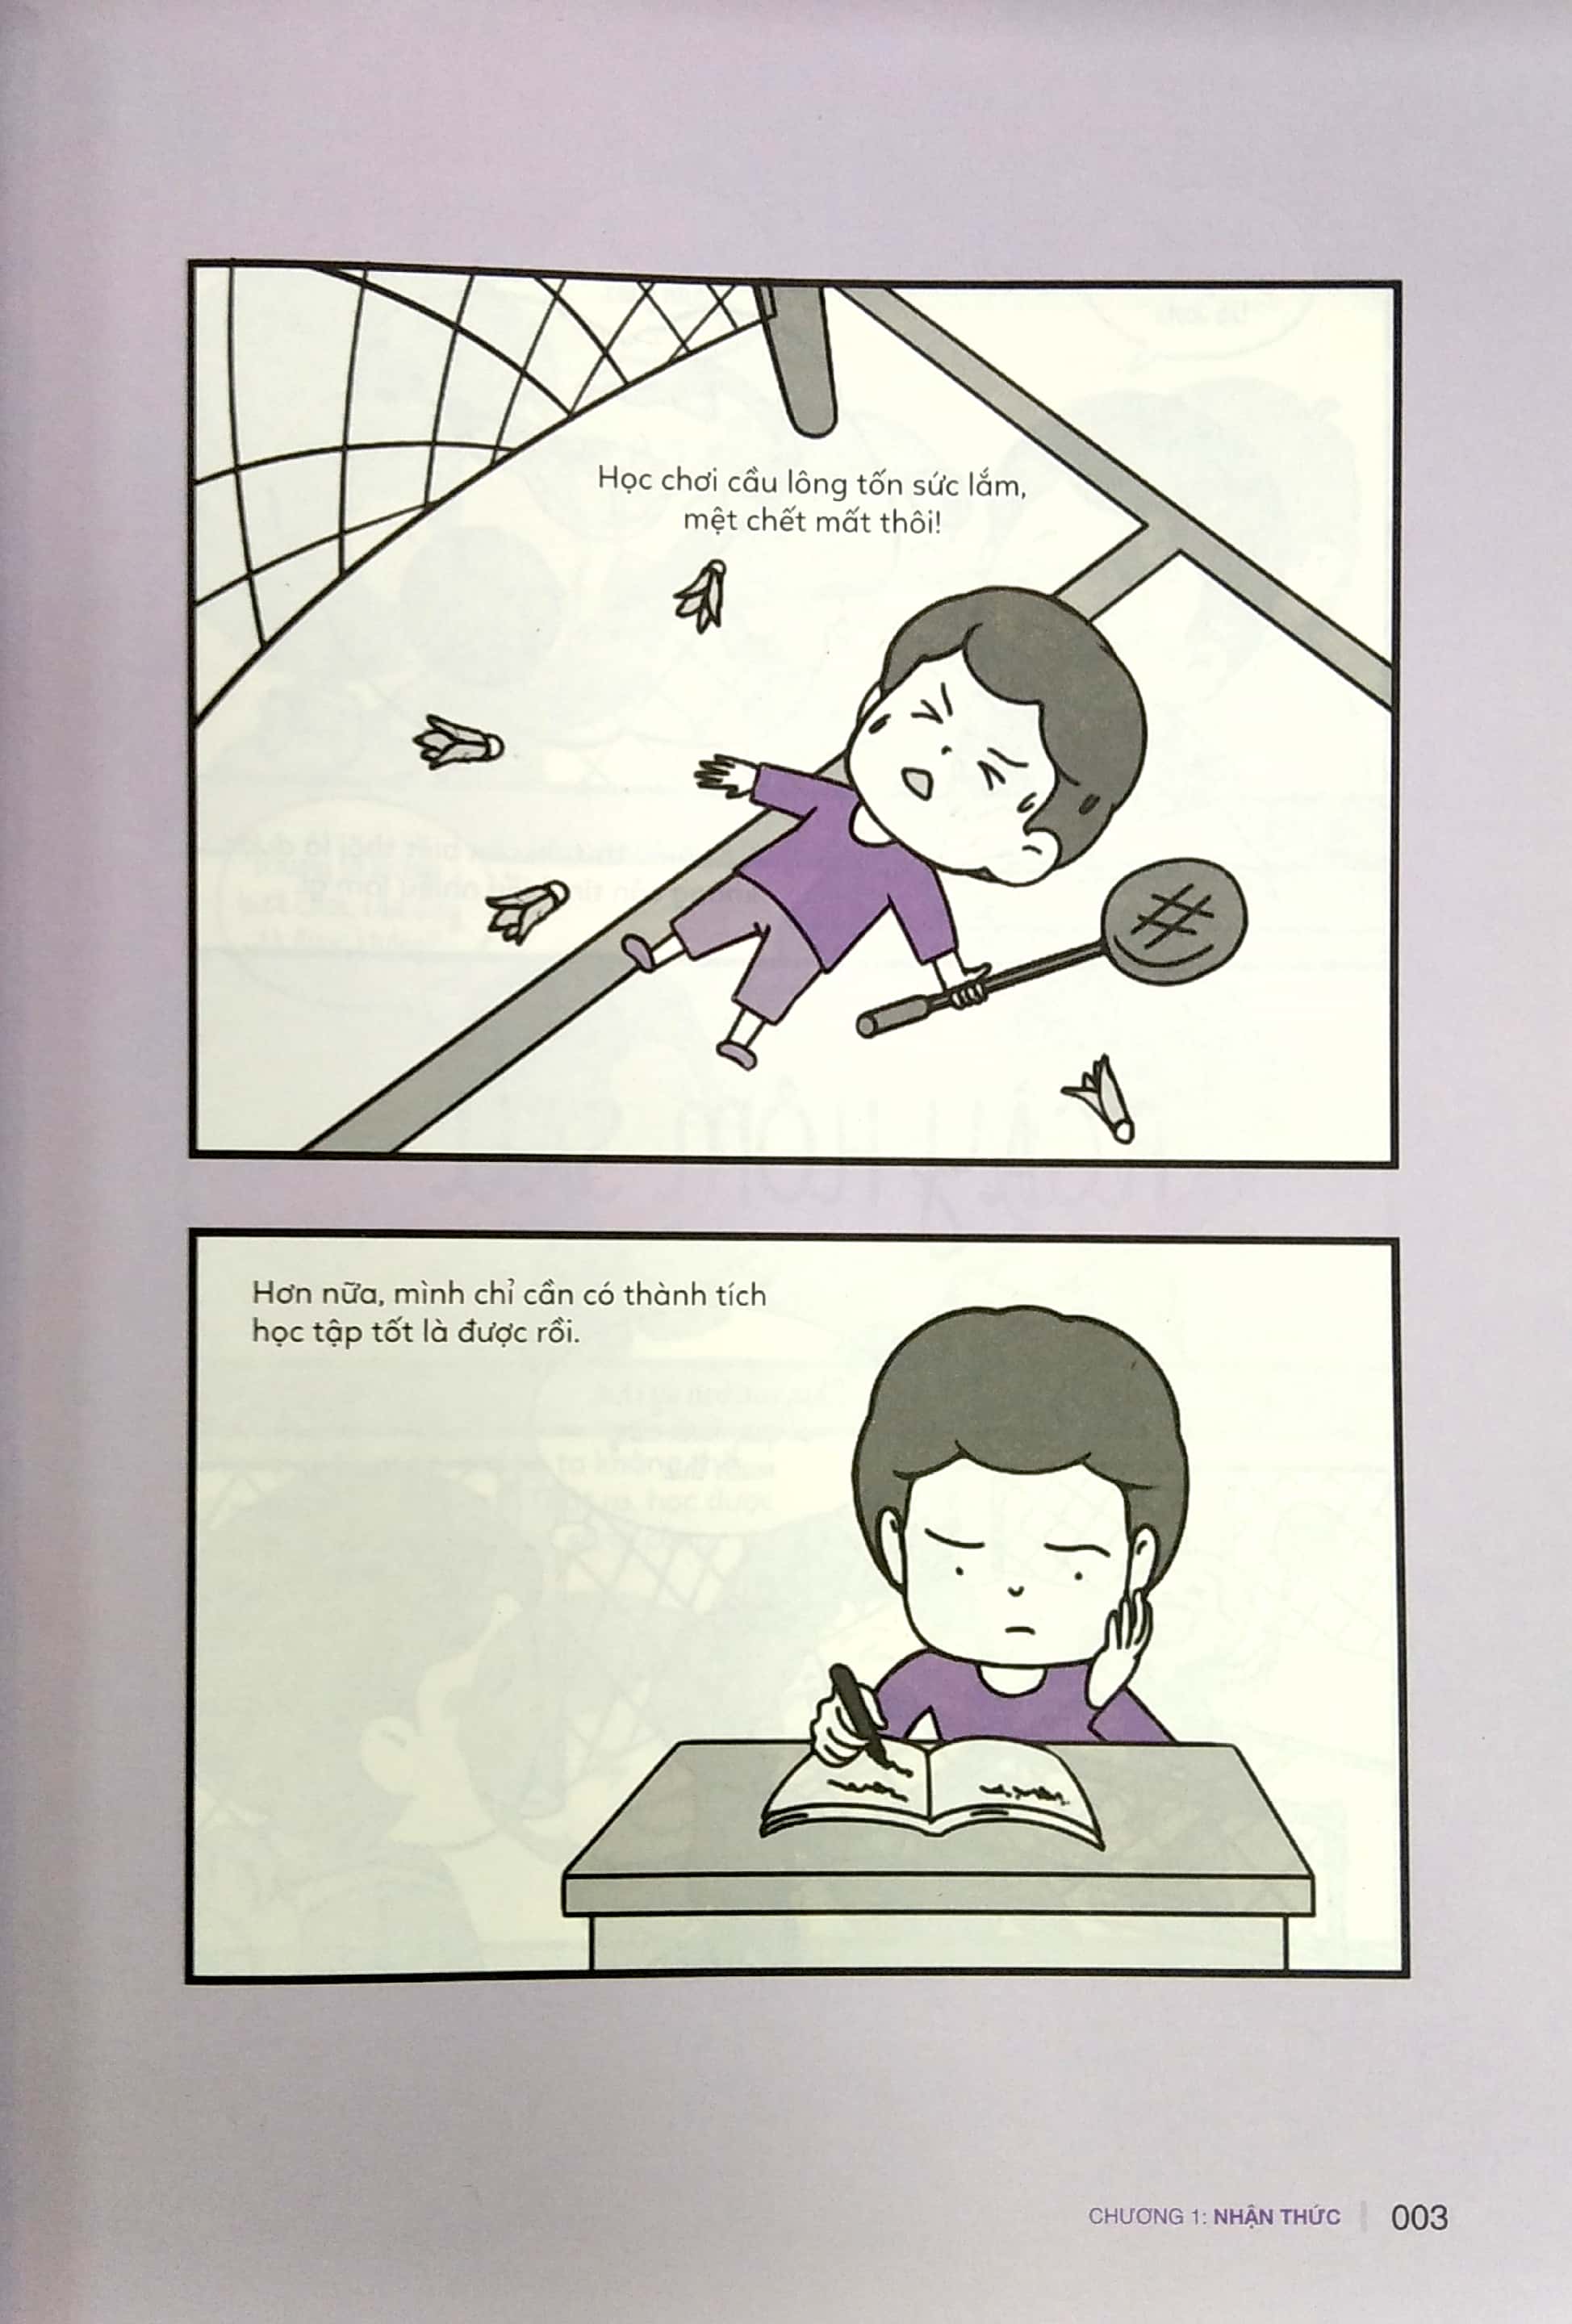 Học chơi cầu lông tốn sức lắm,
mệt chết mất thôi!
Hơn nữa, mình chỉ cần có thành tích
học tập tốt là được rồi.
CHƯƠNG 1: NHẬN THỨC | 003